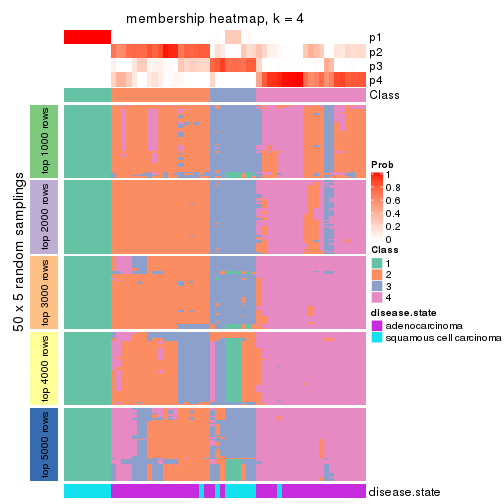 membership heatmap, k = 4
p1
p2
p3
p4
Class
50 x 5 random samplings
top 1000 rows
top 2000 rows
top 3000 rows
top 4000 rows
top 5000 rows
Prob
1
0.8
0.6
0.4
0.2
0
Class
1
2
3
4
disease.state
adenocarcinoma
squamous cell carcinoma
disease.state